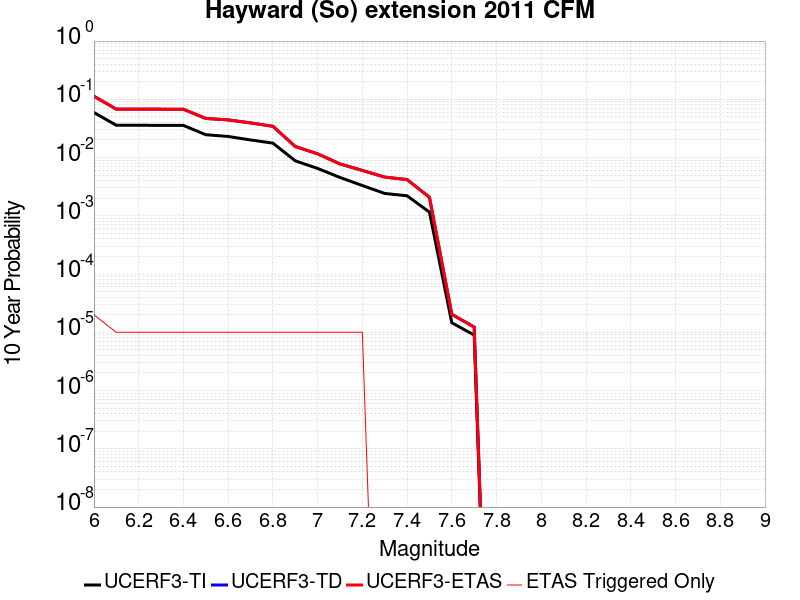 Hayward (So) extension 2011 CFM
10^0
10^-1
10^-2
10^-3
10^-4
10^-5
10^-6
10^-7
10^-8
10 Year Probability
6 6.2 6.4 6.6 6.8 7 7.2 7.4 7.6 7.8 8 8.2 8.4 8.6 8.8 9
Magnitude
UCERF3-TI UCERF3-TD UCERF3-ETAS ETAS Triggered Only